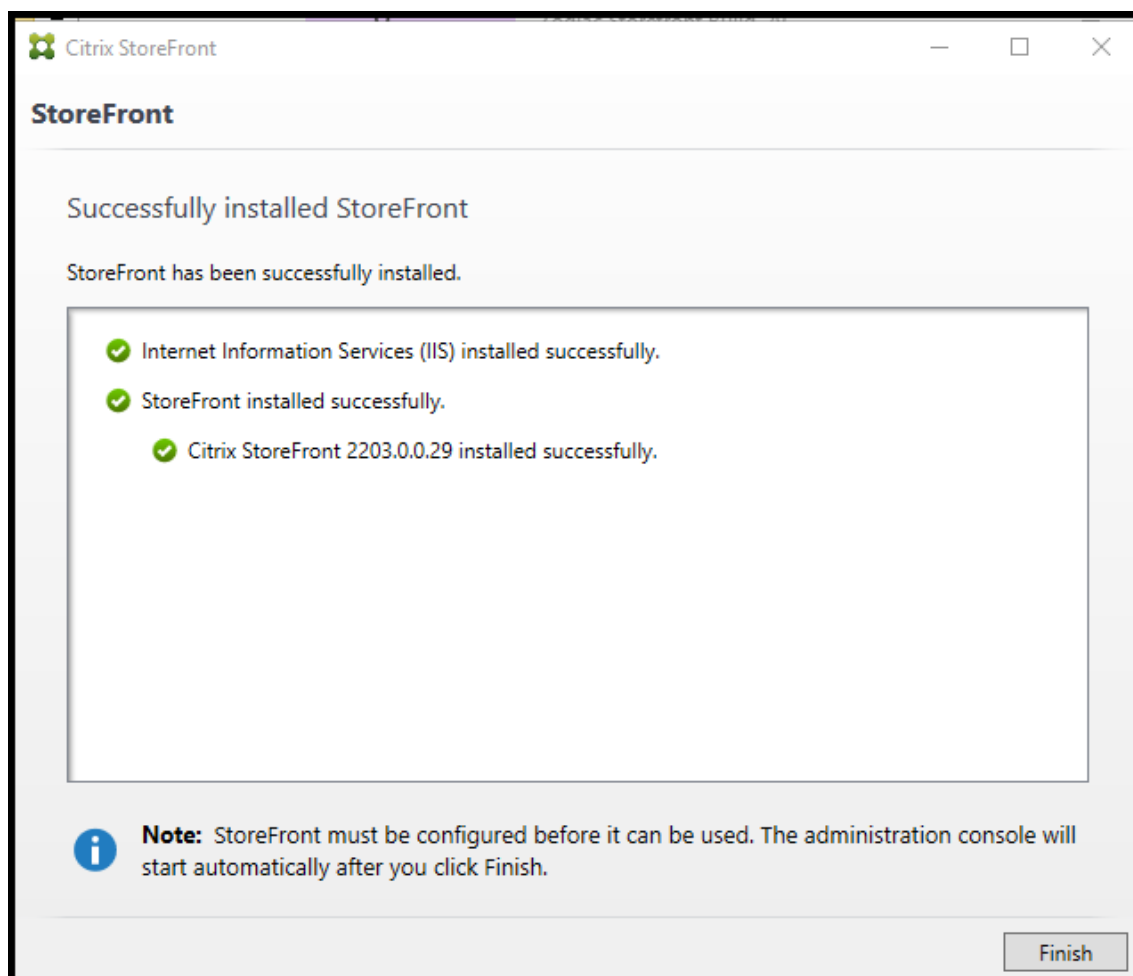 Citrix StoreFront
StoreFront
Successfully installed StoreFront
StoreFront has been successfully installed.
Internet Information Services (IIS) installed successfully.
StoreFront installed successfully.
Citrix StoreFront 2203.0.0.29 installed successfully.
Note: StoreFront must be configured before it can be used. The administration console will
start automatically after you click Finish.
Finish